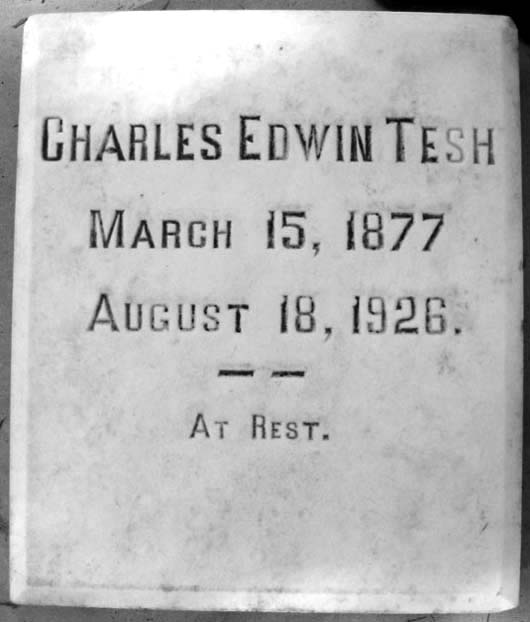 CHARLES EDWIN TESH
MARCH 15, 1877
AUGUST 18, 1926.
— —
AT REST.